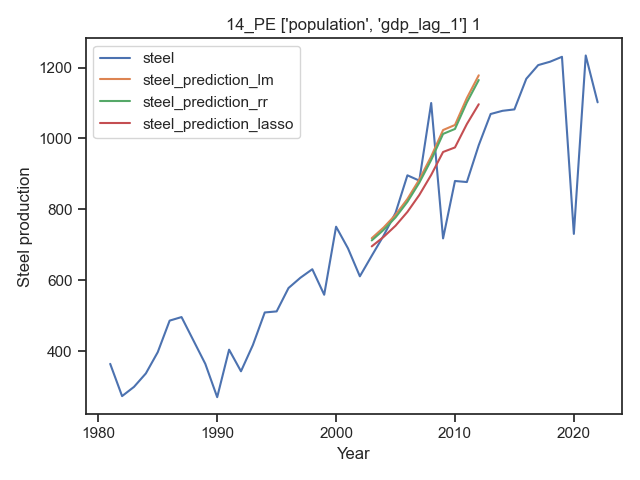 14_PE ['population', 'gdp_lag_1'] 1
steel
steel_prediction_lm
steel_prediction_rr
steel_prediction_lasso
Steel production
1200
1000
800
600
400
1980 1990 2000 2010 2020
Year